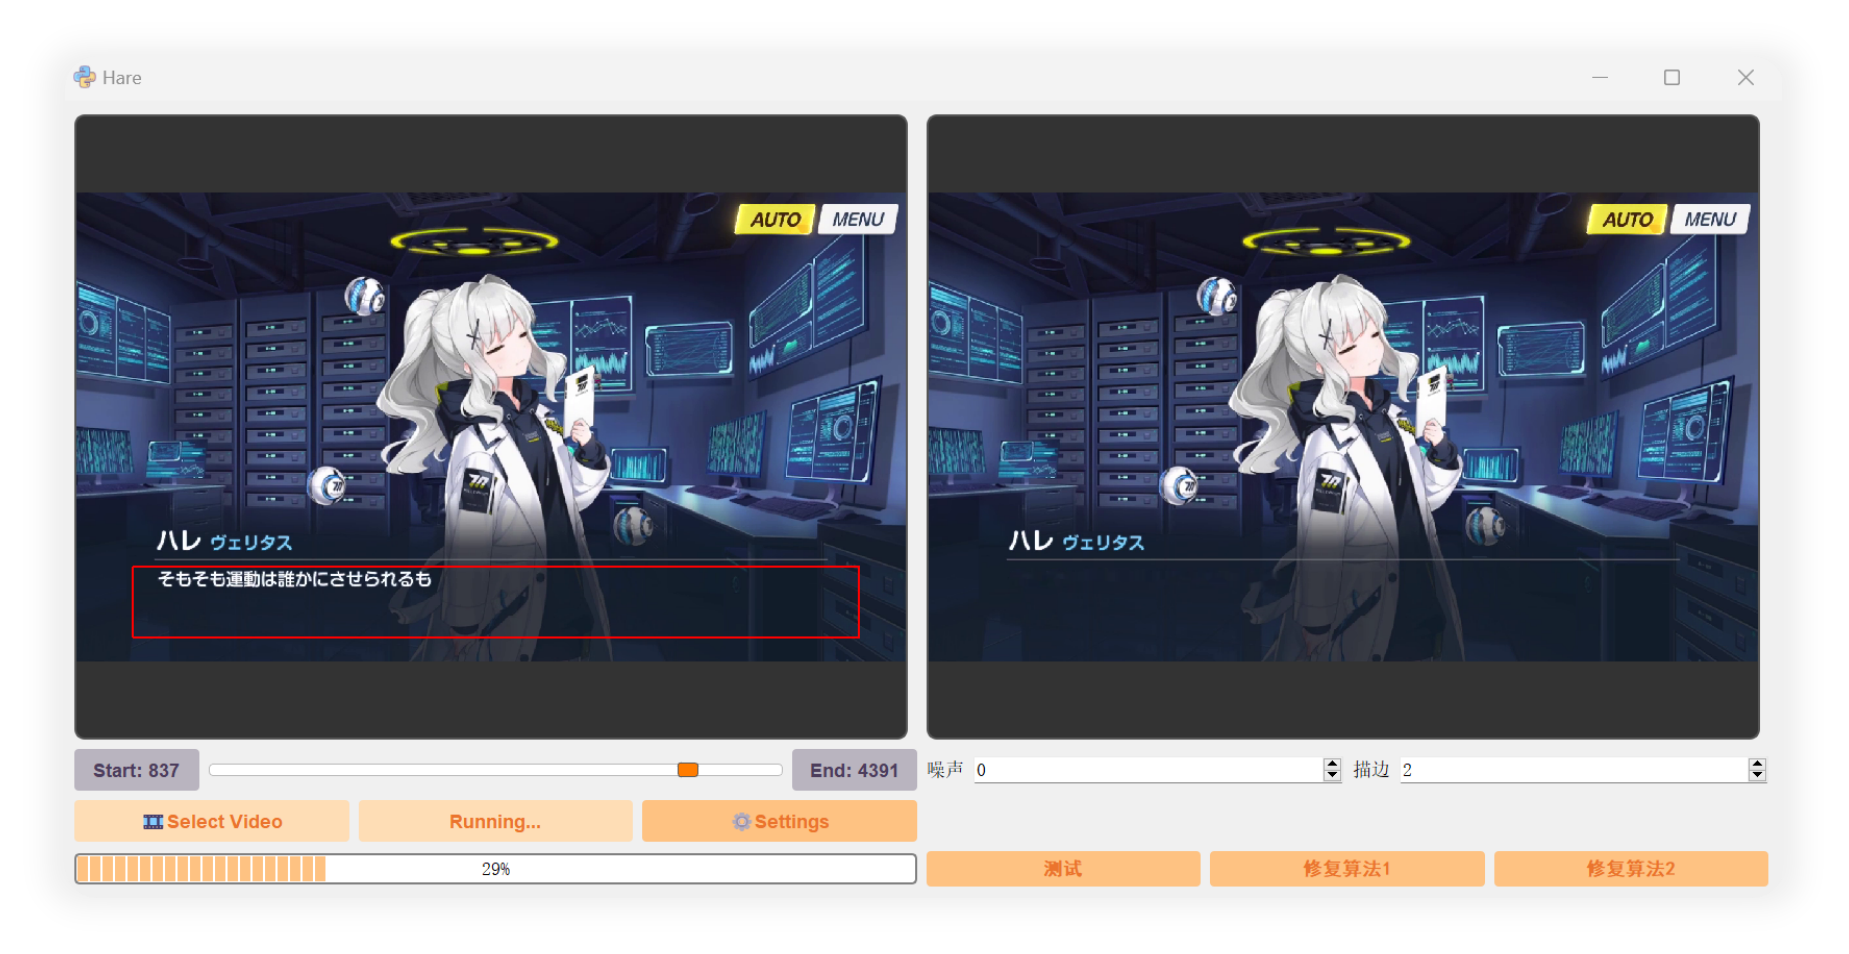 Hare
AUTO MENU
ハレ ヴェリタス
そもそも運動は誰かにさせられるも
AUTO MENU
ハレ ヴェリタス
Start: 837
End: 4391
噪声 0
描边 2
Select Video
Running...
Settings
29%
测试
修复算法1
修复算法2